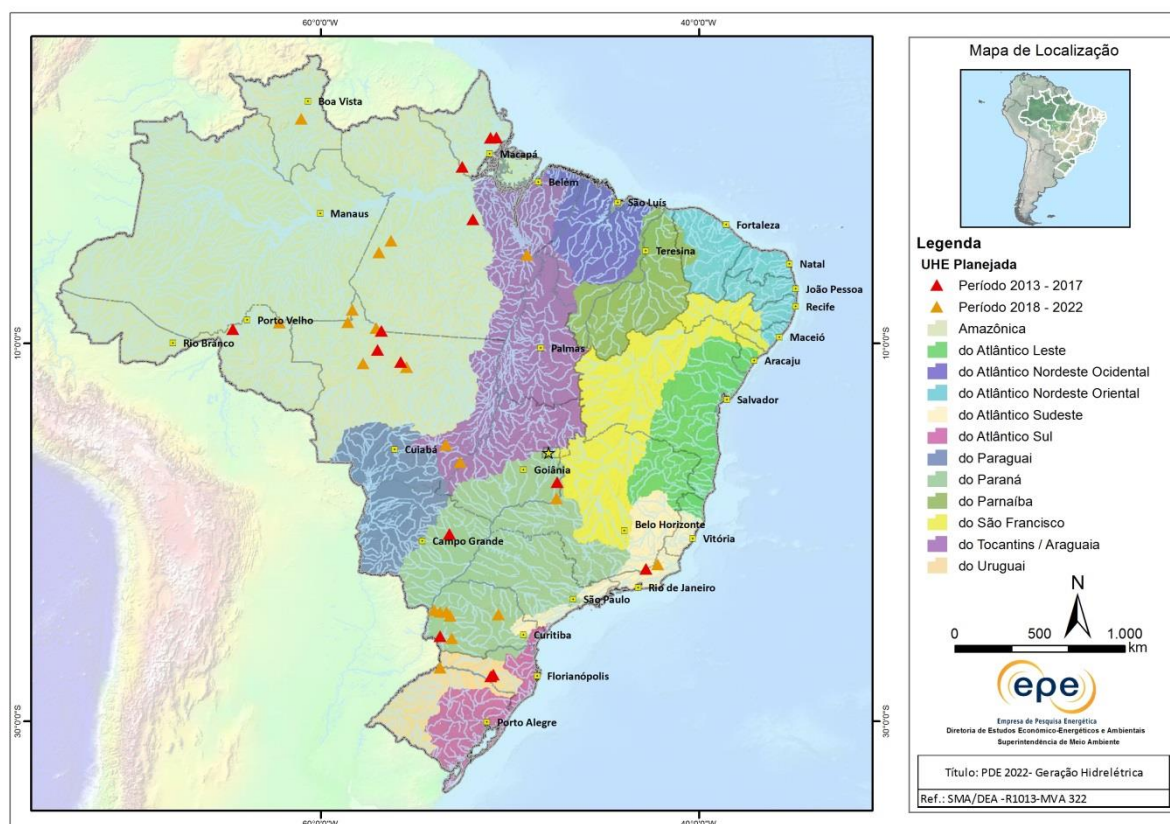 60°0'0"W
40°0'0"W
Boa Vista
Macapá
Belém
São Luís
Manaus
Fortaleza
Teresina
Natal
João Pessoa
Recife
Porto Velho
Maceió
10°0'0"S
10°0'0"S
Rio Branco
Palmas
Aracaju
Salvador
Cuiabá
Goiânia
Belo Horizonte
Vitória
Campo Grande
Rio de Janeiro
São Paulo
Curitiba
Florianópolis
30°0'0"S
30°0'0"S
Porto Alegre
60°0'0"W
40°0'0"W
Mapa de Localização
Legenda
UHE Planejada
Período 2013 - 2017
Período 2018 - 2022
Amazônica
do Atlântico Leste
do Atlântico Nordeste Ocidental
do Atlântico Nordeste Oriental
do Atlântico Sudeste
do Atlântico Sul
do Paraguai
do Paraná
do Parnaíba
do São Francisco
do Tocantins / Araguaia
do Uruguai
N
0 500 1.000
km
epe
Empresa de Pesquisa Energética
Diretoria de Estudos Econômico-Energéticos e Ambientais
Superintendência de Meio Ambiente
Título: PDE 2022- Geração Hidrelétrica
Ref.: SMA/DEA -R1013-MVA 322